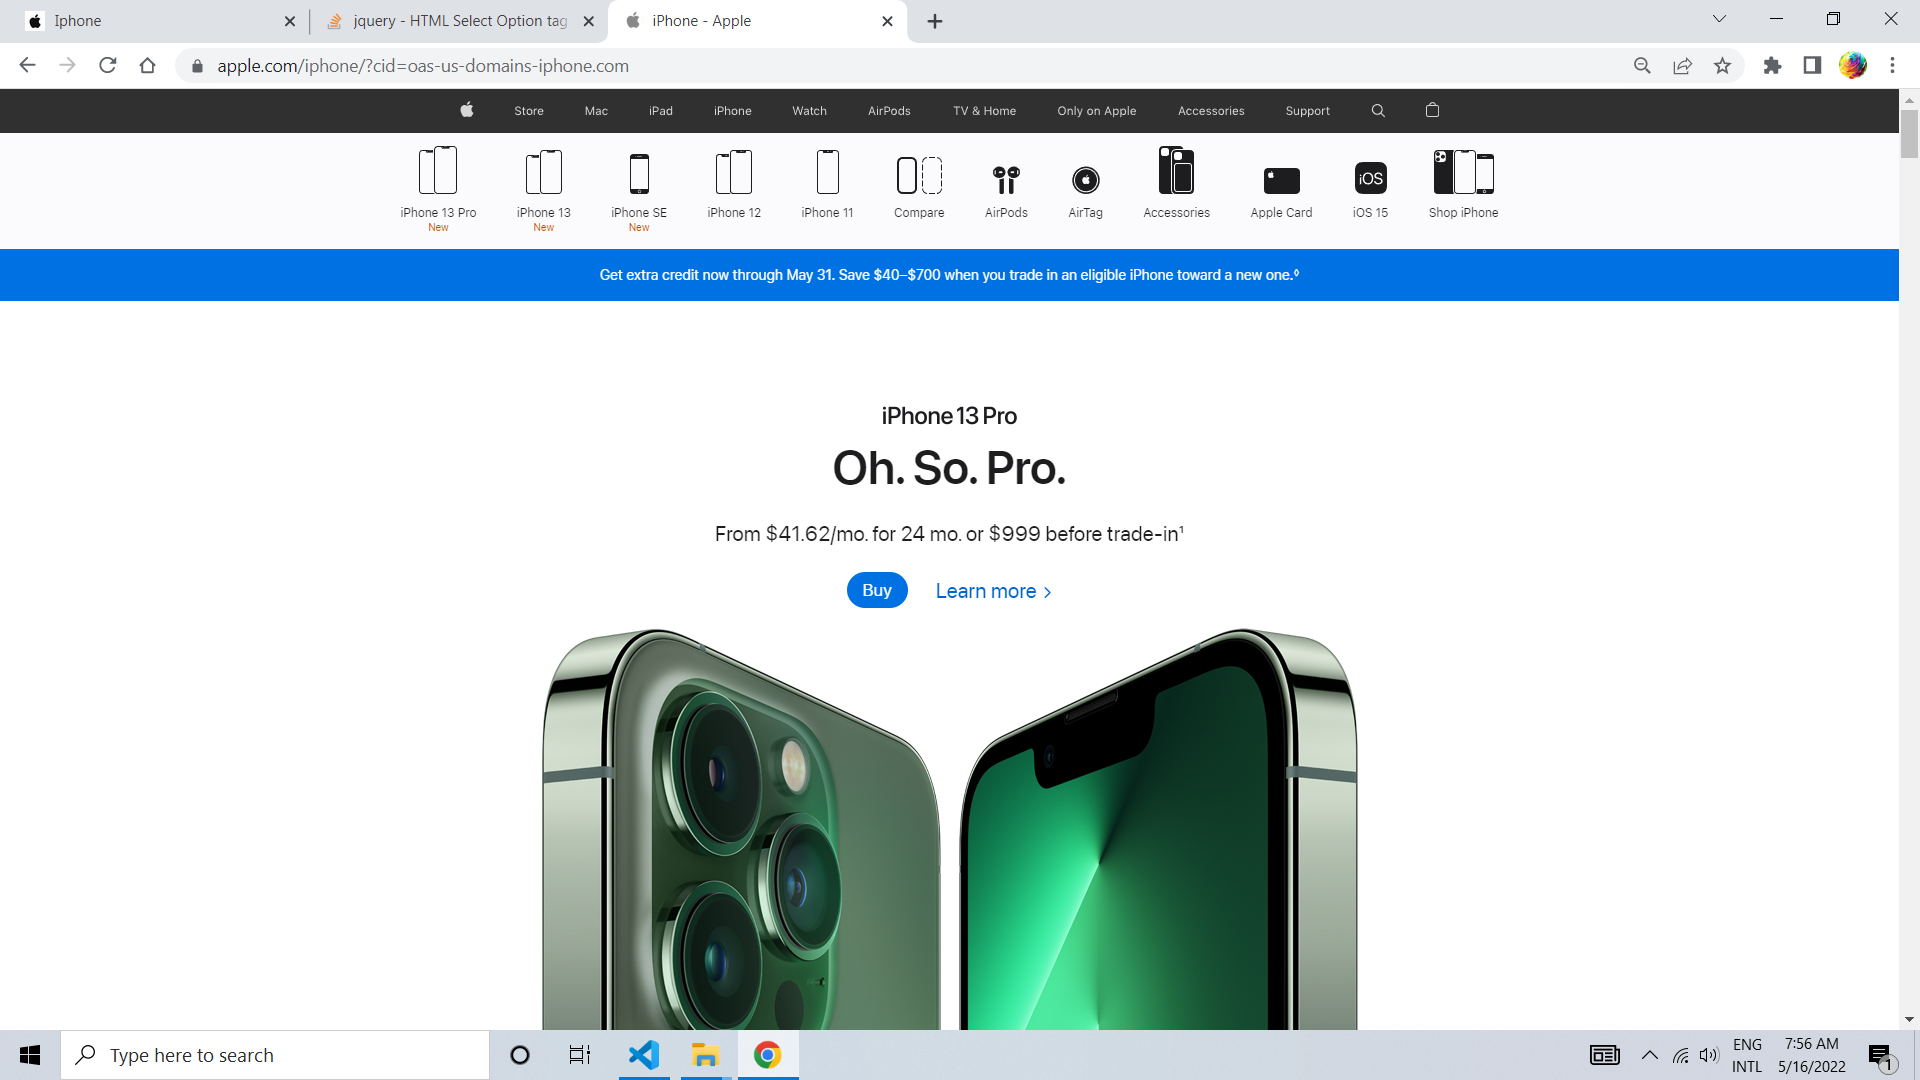 Iphone
jquery - HTML Select Option tag
iPhone - Apple
apple.com/iphone/?cid=oas-us-domains-iphone.com
Store Mac iPad iPhone Watch AirPods TV & Home Only on Apple Accessories Support
iOS
iPhone 13 Pro iPhone 13 iPhone SE iPhone 12 iPhone 11 Compare AirPods AirTag Accessories Apple Card iOS 15 Shop iPhone
New New New
Get extra credit now through May 31. Save $40–$700 when you trade in an eligible iPhone toward a new one.◊
iPhone 13 Pro
Oh. So. Pro.
From $41.62/mo. for 24 mo. or $999 before trade-in¹
Buy Learn more >
Type here to search
ENG 7:56 AM
INTL 5/16/2022
1